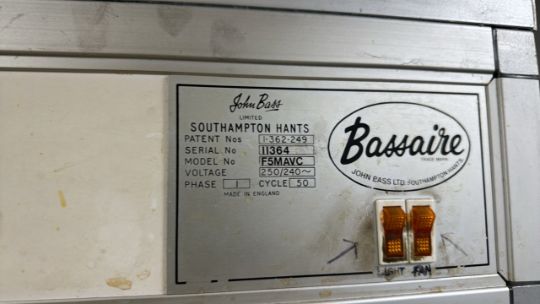 John Bass
LIMITED
SOUTHAMPTON HANTS
PATENT Nos 1·362-249
SERIAL No 11364
MODEL No F5MAVC
VOLTAGE 250/240~
PHASE 1 CYCLE 50
MADE IN ENGLAND
Bassaire
TRADE MARK
JOHN BASS LTD. SOUTHAMPTON HANTS
LIGHT FAN